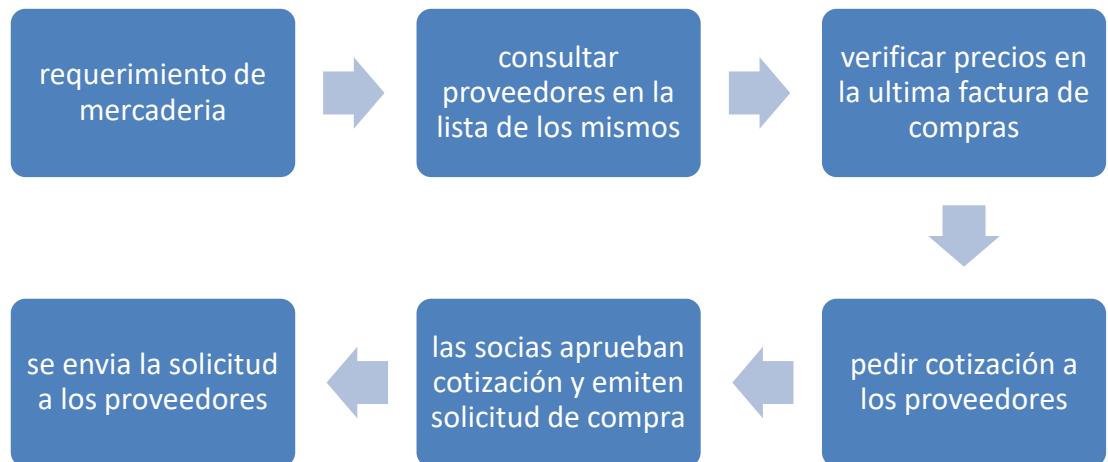 requerimiento de
mercaderia
consultar
proveedores en la
lista de los mismos
verificar precios en
la ultima factura de
compras
pedir cotización a
los proveedores
las socias aprueban
cotización y emiten
solicitud de compra
se envia la solicitud
a los proveedores